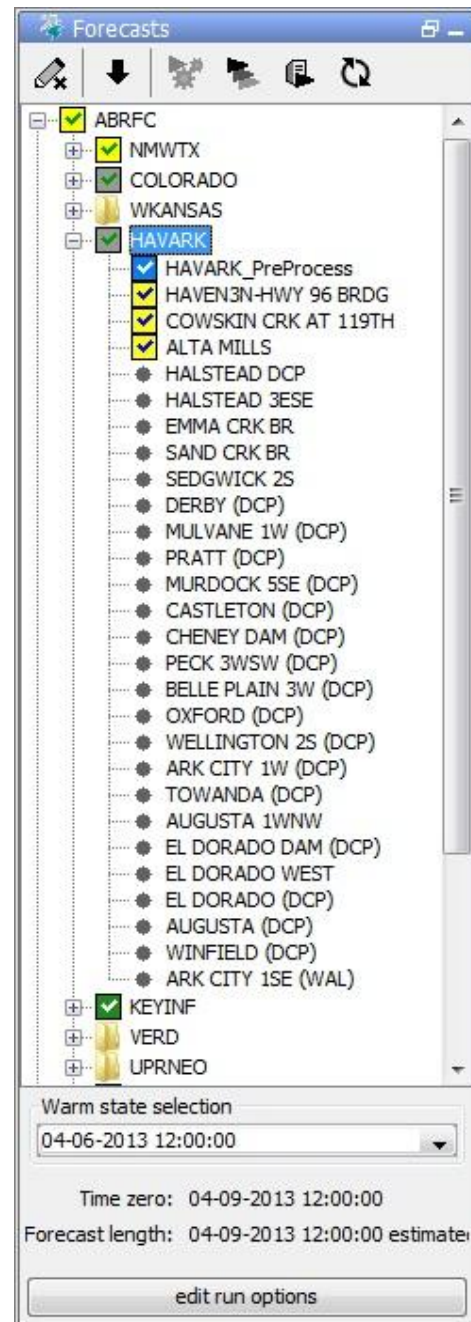 Forecasts
ABRFC
NMWTX
COLORADO
WKANSAS
HAVARK
HAVARK_PreProcess
HAVEN3N-HWY 96 BRDG
COWSKIN CRK AT 119TH
ALTA MILLS
HALSTEAD DCP
HALSTEAD 3ESE
EMMA CRK BR
SAND CRK BR
SEDGWICK 2S
DERBY (DCP)
MULVANE 1W (DCP)
PRATT (DCP)
MURDOCK 5SE (DCP)
CASTLETON (DCP)
CHENEY DAM (DCP)
PECK 3WSW (DCP)
BELLE PLAIN 3W (DCP)
OXFORD (DCP)
WELLINGTON 2S (DCP)
ARK CITY 1W (DCP)
TOWANDA (DCP)
AUGUSTA 1WNW
EL DORADO DAM (DCP)
EL DORADO WEST
EL DORADO (DCP)
AUGUSTA (DCP)
WINFIELD (DCP)
ARK CITY 1SE (WAL)
KEYINF
VERD
UPRNEO
Warm state selection
04-06-2013 12:00:00
Time zero: 04-09-2013 12:00:00
Forecast length: 04-09-2013 12:00:00 estimate
edit run options